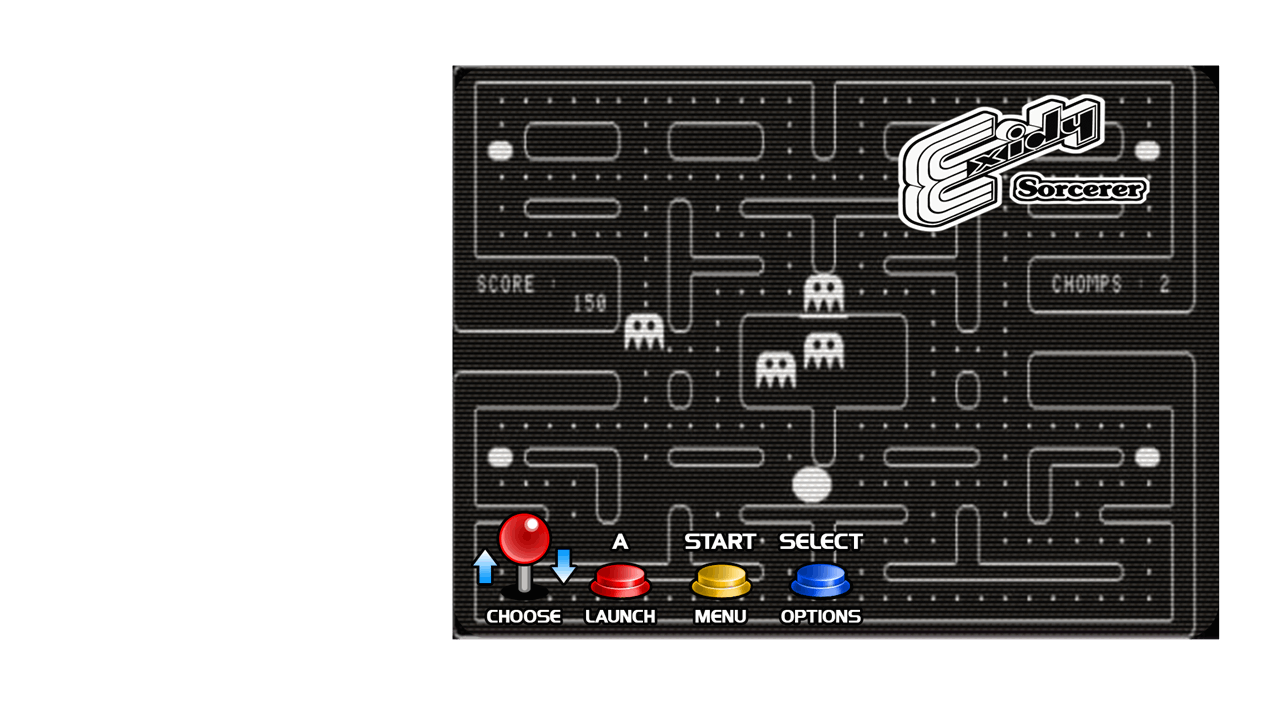 Exidy
Sorcerer
SCORE :
150
CHOMPS : 2
A
START
SELECT
CHOOSE
LAUNCH
MENU
OPTIONS